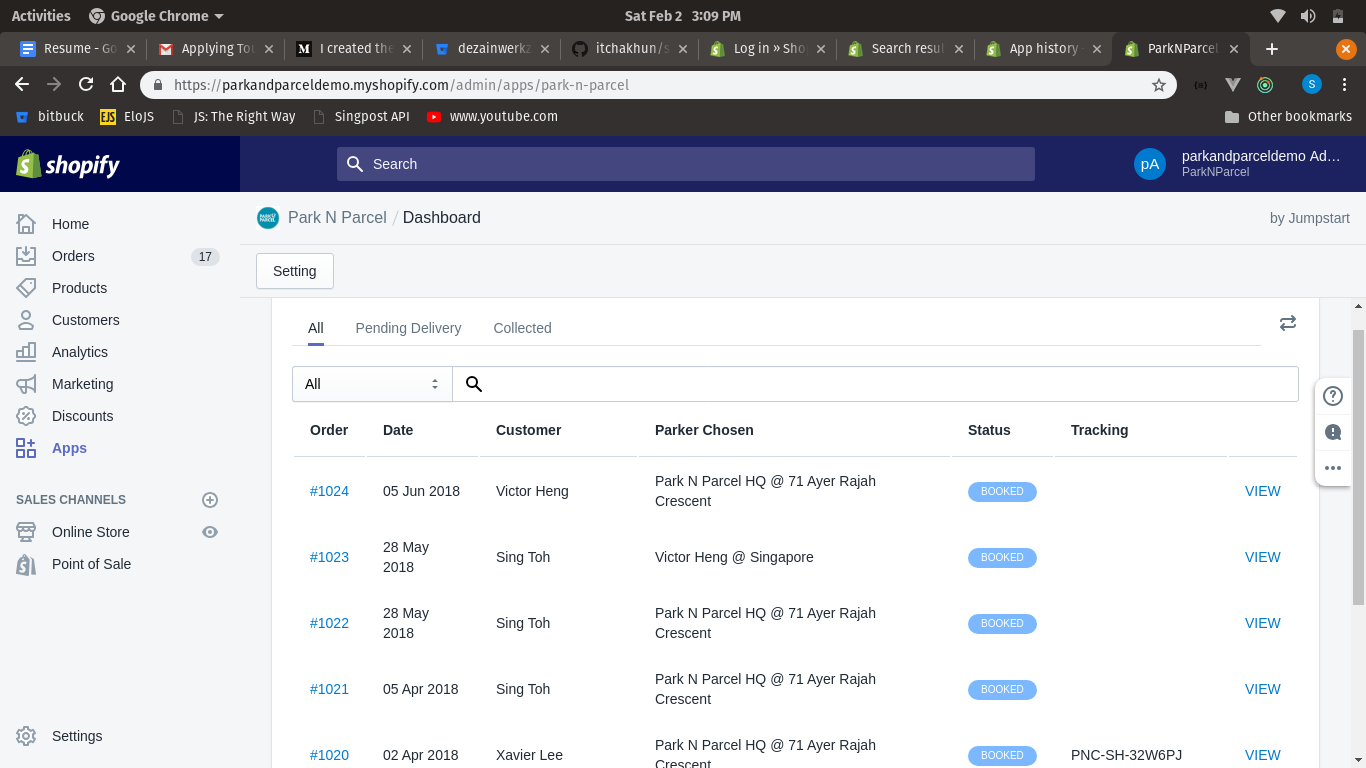 Activities Google Chrome Sat Feb 2 3:09 PM
Resume - Go Applying Tou I created the dezainwerkz itchakhun/s Log in » Sho Search resul App history - ParkNParcel
https://parkandparceldemo.myshopify.com/admin/apps/park-n-parcel S
bitbuck EJS EloJS JS: The Right Way Singpost API www.youtube.com Other bookmarks
shopify Search pA parkandparceldemo Ad…
ParkNParcel
Home
Orders 17
Products
Customers
Analytics
Marketing
Discounts
Apps
SALES CHANNELS
Online Store
Point of Sale
Settings
PARK N PARCEL Park N Parcel / Dashboard by Jumpstart
Setting
All Pending Delivery Collected
All
Order Date Customer Parker Chosen Status Tracking
#1024 05 Jun 2018 Victor Heng Park N Parcel HQ @ 71 Ayer Rajah
Crescent BOOKED VIEW
#1023 28 May
2018 Sing Toh Victor Heng @ Singapore BOOKED VIEW
#1022 28 May
2018 Sing Toh Park N Parcel HQ @ 71 Ayer Rajah
Crescent BOOKED VIEW
#1021 05 Apr 2018 Sing Toh Park N Parcel HQ @ 71 Ayer Rajah
Crescent BOOKED VIEW
#1020 02 Apr 2018 Xavier Lee Park N Parcel HQ @ 71 Ayer Rajah
Crescent BOOKED PNC-SH-32W6PJ VIEW